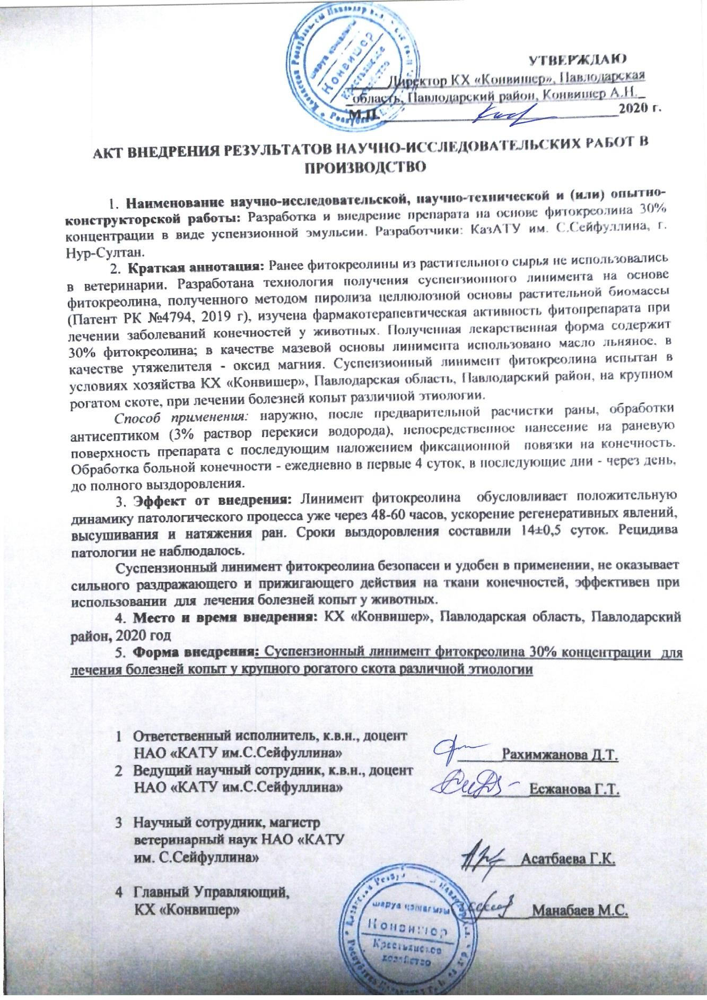 УТВЕРЖДАЮ
Директор КХ «Конвишер», Павлодарская
область, Павлодарский район, Конвишер А.Н.
М.П. 2020 г.
шаруа қожалығы
Конвишер
Крестьянское
хозяйство
АКТ ВНЕДРЕНИЯ РЕЗУЛЬТАТОВ НАУЧНО-ИССЛЕДОВАТЕЛЬСКИХ РАБОТ В
ПРОИЗВОДСТВО
1. Наименование научно-исследовательской, научно-технической и (или) опытно-
конструкторской работы: Разработка и внедрение препарата на основе фитокреолина 30%
концентрации в виде успензионной эмульсии. Разработчики: КазАТУ им. С.Сейфуллина, г.
Нур-Султан.
2. Краткая аннотация: Ранее фитокреолины из растительного сырья не использовались
в ветеринарии. Разработана технология получения суспензионного линимента на основе
фитокреолина, полученного методом пиролиза целлюлозной основы растительной биомассы
(Патент РК №4794, 2019 г), изучена фармакотерапевтическая активность фитопрепарата при
лечении заболеваний конечностей у животных. Полученная лекарственная форма содержит
30% фитокреолина; в качестве мазевой основы линимента использовано масло льняное, в
качестве утяжелителя - оксид магния. Суспензионный линимент фитокреолина испытан в
условиях хозяйства КХ «Конвишер», Павлодарская область, Павлодарский район, на крупном
рогатом скоте, при лечении болезней копыт различной этиологии.
Способ применения: наружно, после предварительной расчистки раны, обработки
антисептиком (3% раствор перекиси водорода), непосредственное нанесение на раневую
поверхность препарата с последующим наложением фиксационной повязки на конечность.
Обработка больной конечности - ежедневно в первые 4 суток, в последующие дни - через день,
до полного выздоровления.
3. Эффект от внедрения: Линимент фитокреолина обусловливает положительную
динамику патологического процесса уже через 48-60 часов, ускорение регенеративных явлений,
высушивания и натяжения ран. Сроки выздоровления составили 14±0,5 суток. Рецидива
патологии не наблюдалось.
Суспензионный линимент фитокреолина безопасен и удобен в применении, не оказывает
сильного раздражающего и прижигающего действия на ткани конечностей, эффективен при
использовании для лечения болезней копыт у животных.
4. Место и время внедрения: КХ «Конвишер», Павлодарская область, Павлодарский
район, 2020 год
5. Форма внедрения: Суспензионный линимент фитокреолина 30% концентрации для
лечения болезней копыт у крупного рогатого скота различной этиологии
1 Ответственный исполнитель, к.в.н., доцент
НАО «КАТУ им.С.Сейфуллина» Рахимжанова Д.Т.
2 Ведущий научный сотрудник, к.в.н., доцент
НАО «КАТУ им.С.Сейфуллина» Есжанова Г.Т.
3 Научный сотрудник, магистр
ветеринарный наук НАО «КАТУ
им. С.Сейфуллина» Асатбаева Г.К.
4 Главный Управляющий,
КХ «Конвишер» Манабаев М.С.
шаруа қожалығы
Конвишер
Крестьянское
хозяйство